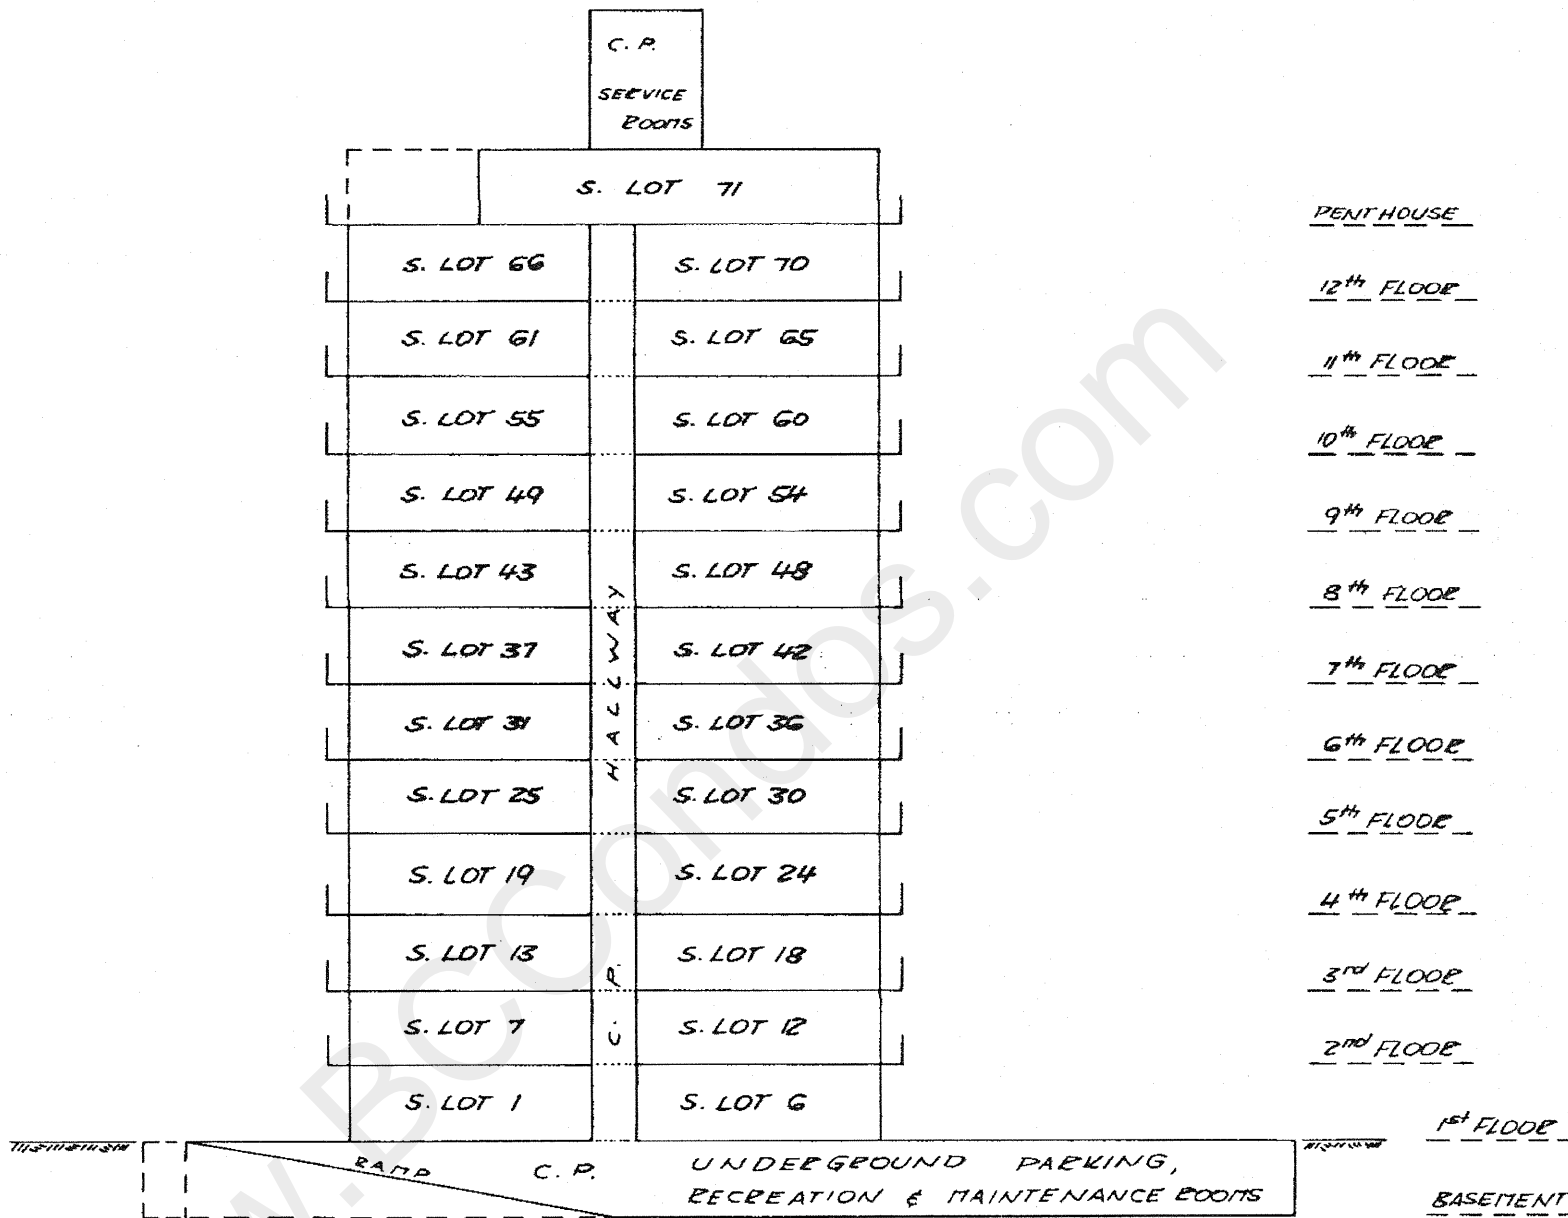 C. P.
SERVICE
ROOMS
S. LOT 71
PENTHOUSE
S. LOT 66 S. LOT 70
12th FLOOR
S. LOT 61 S. LOT 65
11th FLOOR
S. LOT 55 S. LOT 60
10th FLOOR
S. LOT 49 S. LOT 54
9th FLOOR
S. LOT 43 S. LOT 48
8th FLOOR
S. LOT 37 S. LOT 42
7th FLOOR
S. LOT 31 S. LOT 36
6th FLOOR
S. LOT 25 S. LOT 30
5th FLOOR
S. LOT 19 S. LOT 24
4th FLOOR
S. LOT 13 S. LOT 18
3rd FLOOR
S. LOT 7 S. LOT 12
2nd FLOOR
S. LOT 1 S. LOT 6
1st FLOOR
C. P. HALLWAY
RAMP C. P. UNDERGROUND PARKING,
RECREATION & MAINTENANCE ROOMS
BASEMENT
w.BCCondos.com